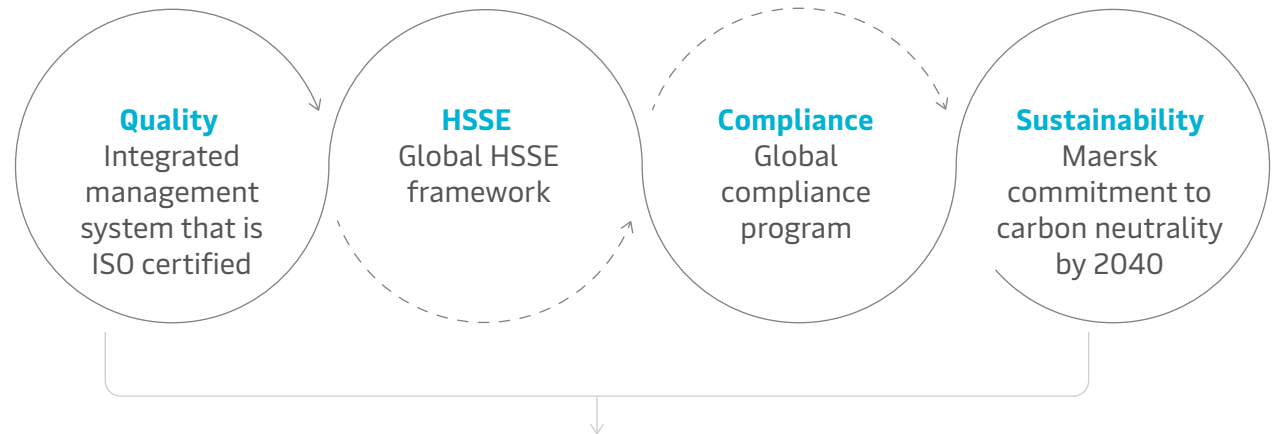 Quality
Integrated
management
system that is
ISO certified
HSSE
Global HSSE
framework
Compliance
Global
compliance
program
Sustainability
Maersk
commitment to
carbon neutrality
by 2040